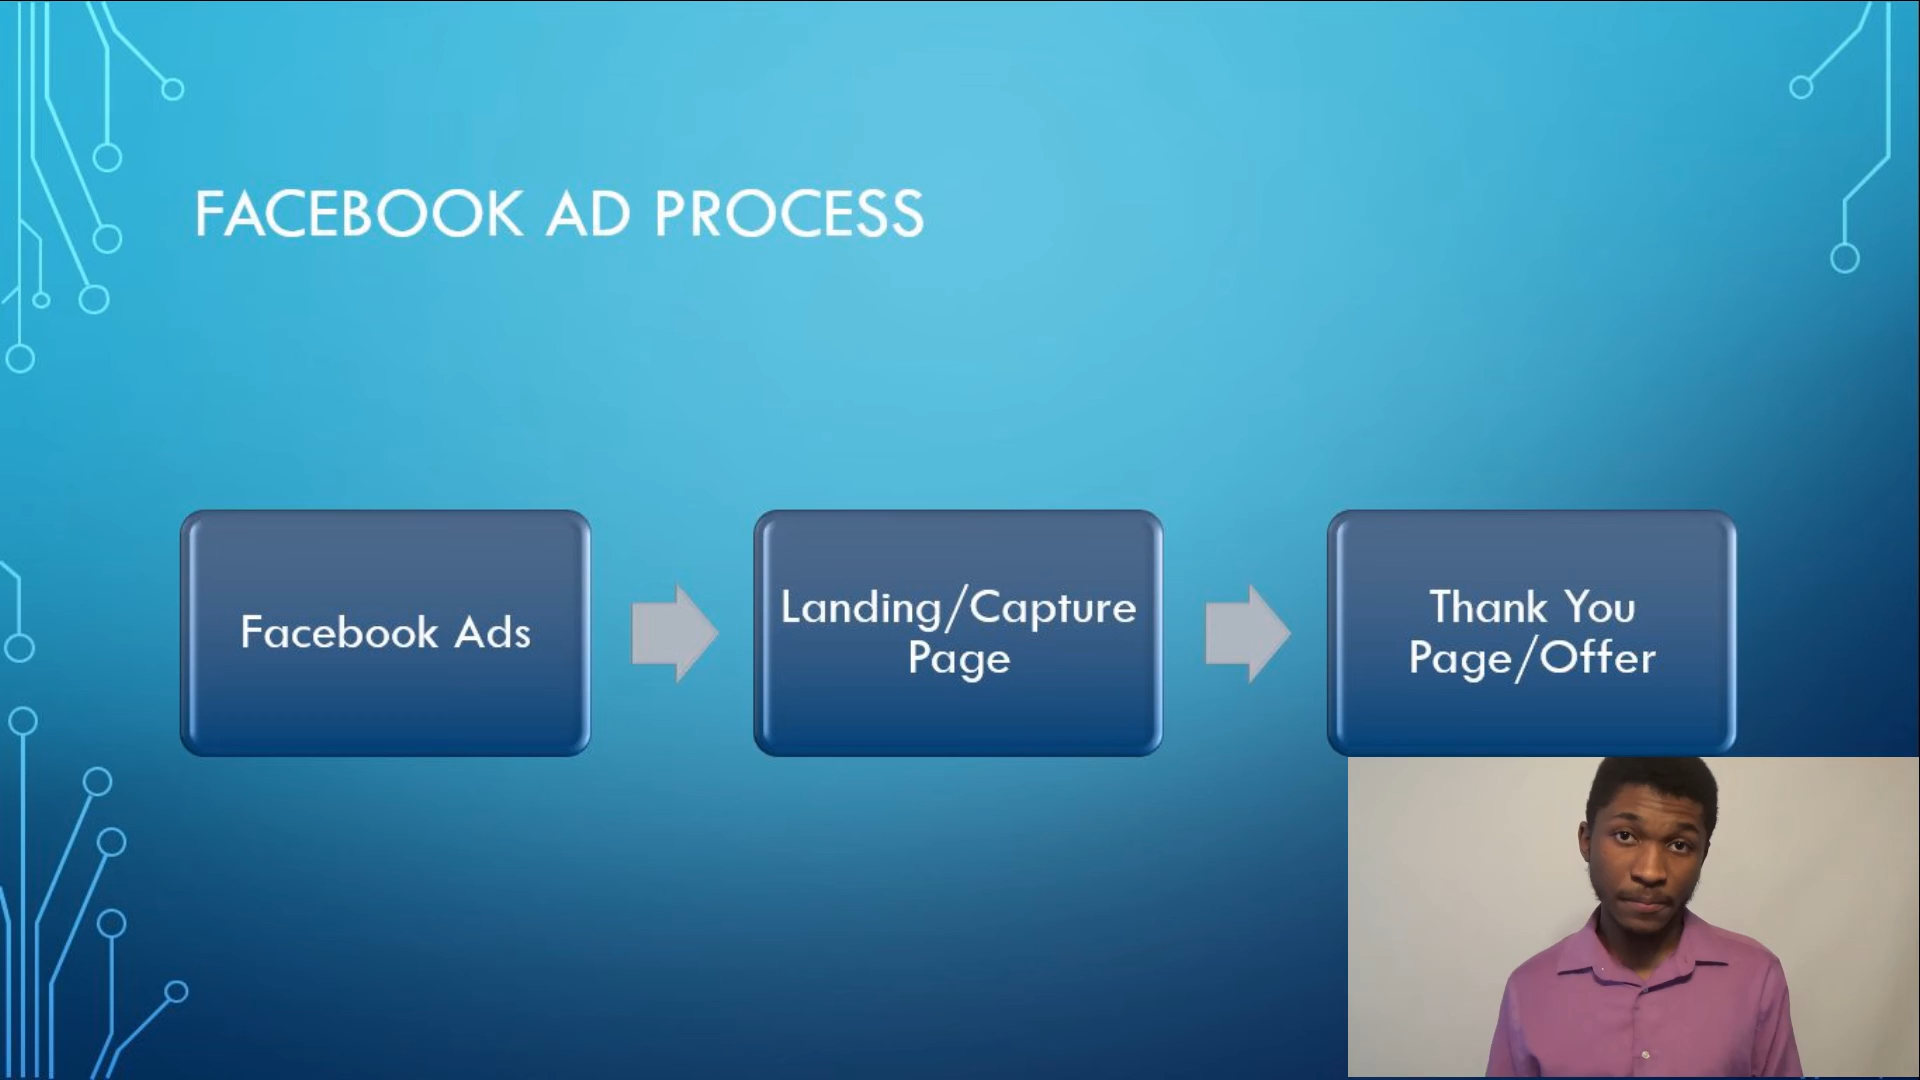 FACEBOOK AD PROCESS
Facebook Ads
Landing/Capture
Page
Thank You
Page/Offer